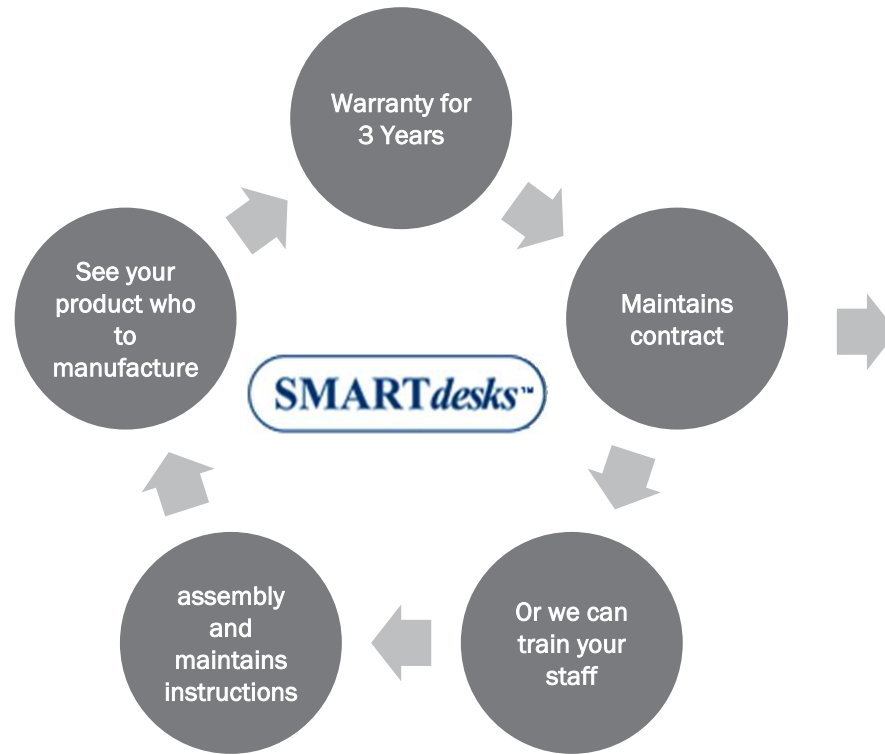 Warranty for
3 Years
Maintains
contract
Or we can
train your
staff
assembly
and
maintains
instructions
See your
product who
to
manufacture
SMARTdesks™